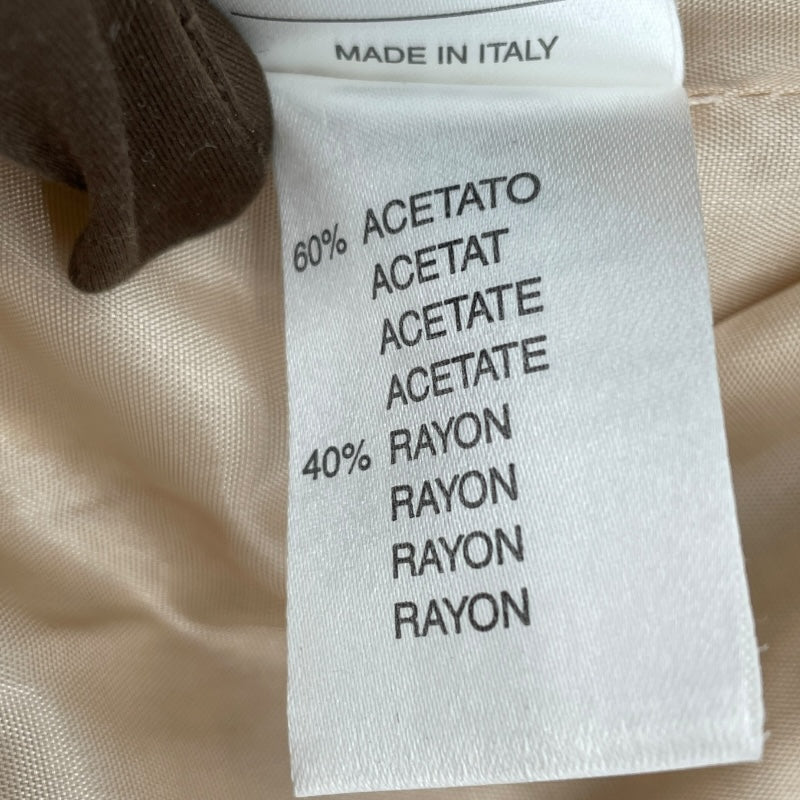 MADE IN ITALY
60% ACETATO
ACETAT
ACETATE
ACETATE
40% RAYON
RAYON
RAYON
RAYON